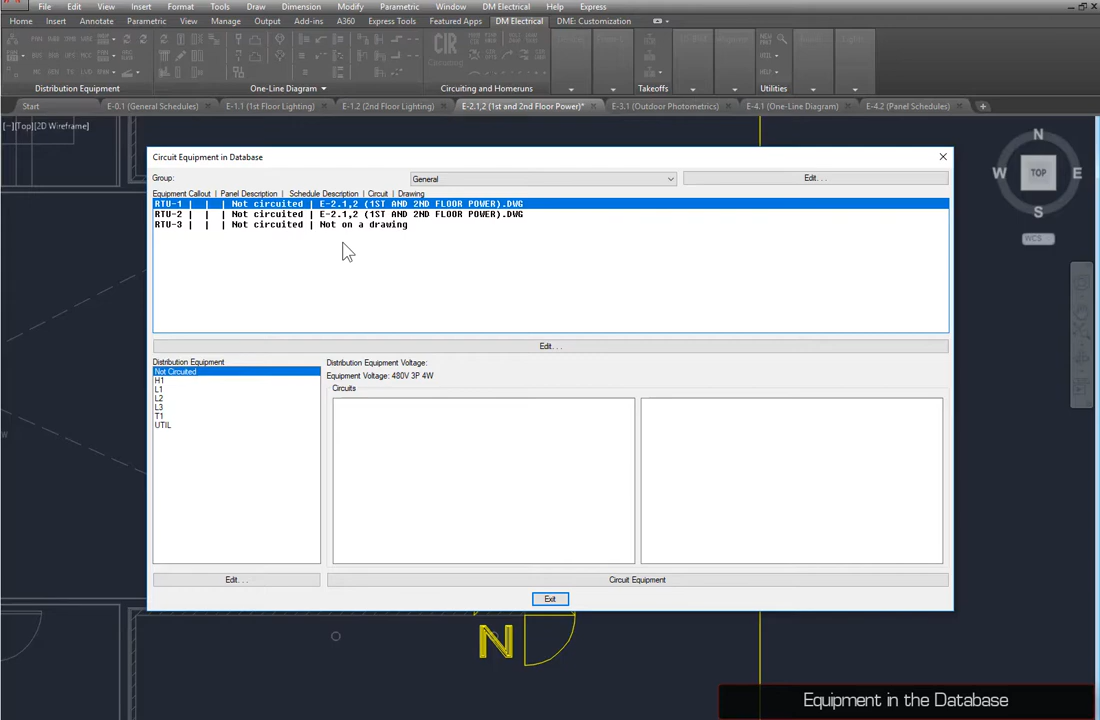 File Edit View Insert Format Tools Draw Dimension Modify Parametric Window DM Electrical Help Express
Home Insert Annotate Parametric View Manage Output Add-ins A360 Express Tools Featured Apps DM Electrical DME: Customization
CIR
Distribution Equipment One-Line Diagram Circuiting and Homeruns Takeoffs Utilities
Start E-0.1 (General Schedules) E-1.1 (1st Floor Lighting) E-1.2 (2nd Floor Lighting) E-2.1,2 (1st and 2nd Floor Power)* E-3.1 (Outdoor Photometrics) E-4.1 (One-Line Diagram) E-4.2 (Panel Schedules)
[−][Top][2D Wireframe]
N
W TOP E
S
WCS
Circuit Equipment in Database
Group: General Edit. . .
Equipment Callout | Panel Description | Schedule Description | Circuit | Drawing
RTU-1 | | | Not circuited | E-2.1,2 (1ST AND 2ND FLOOR POWER).DWG
RTU-2 | | | Not circuited | E-2.1,2 (1ST AND 2ND FLOOR POWER).DWG
RTU-3 | | | Not circuited | Not on a drawing
Edit. . .
Distribution Equipment
Not Circuited
H1
L1
L2
L3
T1
UTIL
Edit. . .
Distribution Equipment Voltage:
Equipment Voltage: 480V 3P 4W
Circuits
Circuit Equipment
Exit
N
Equipment in the Database